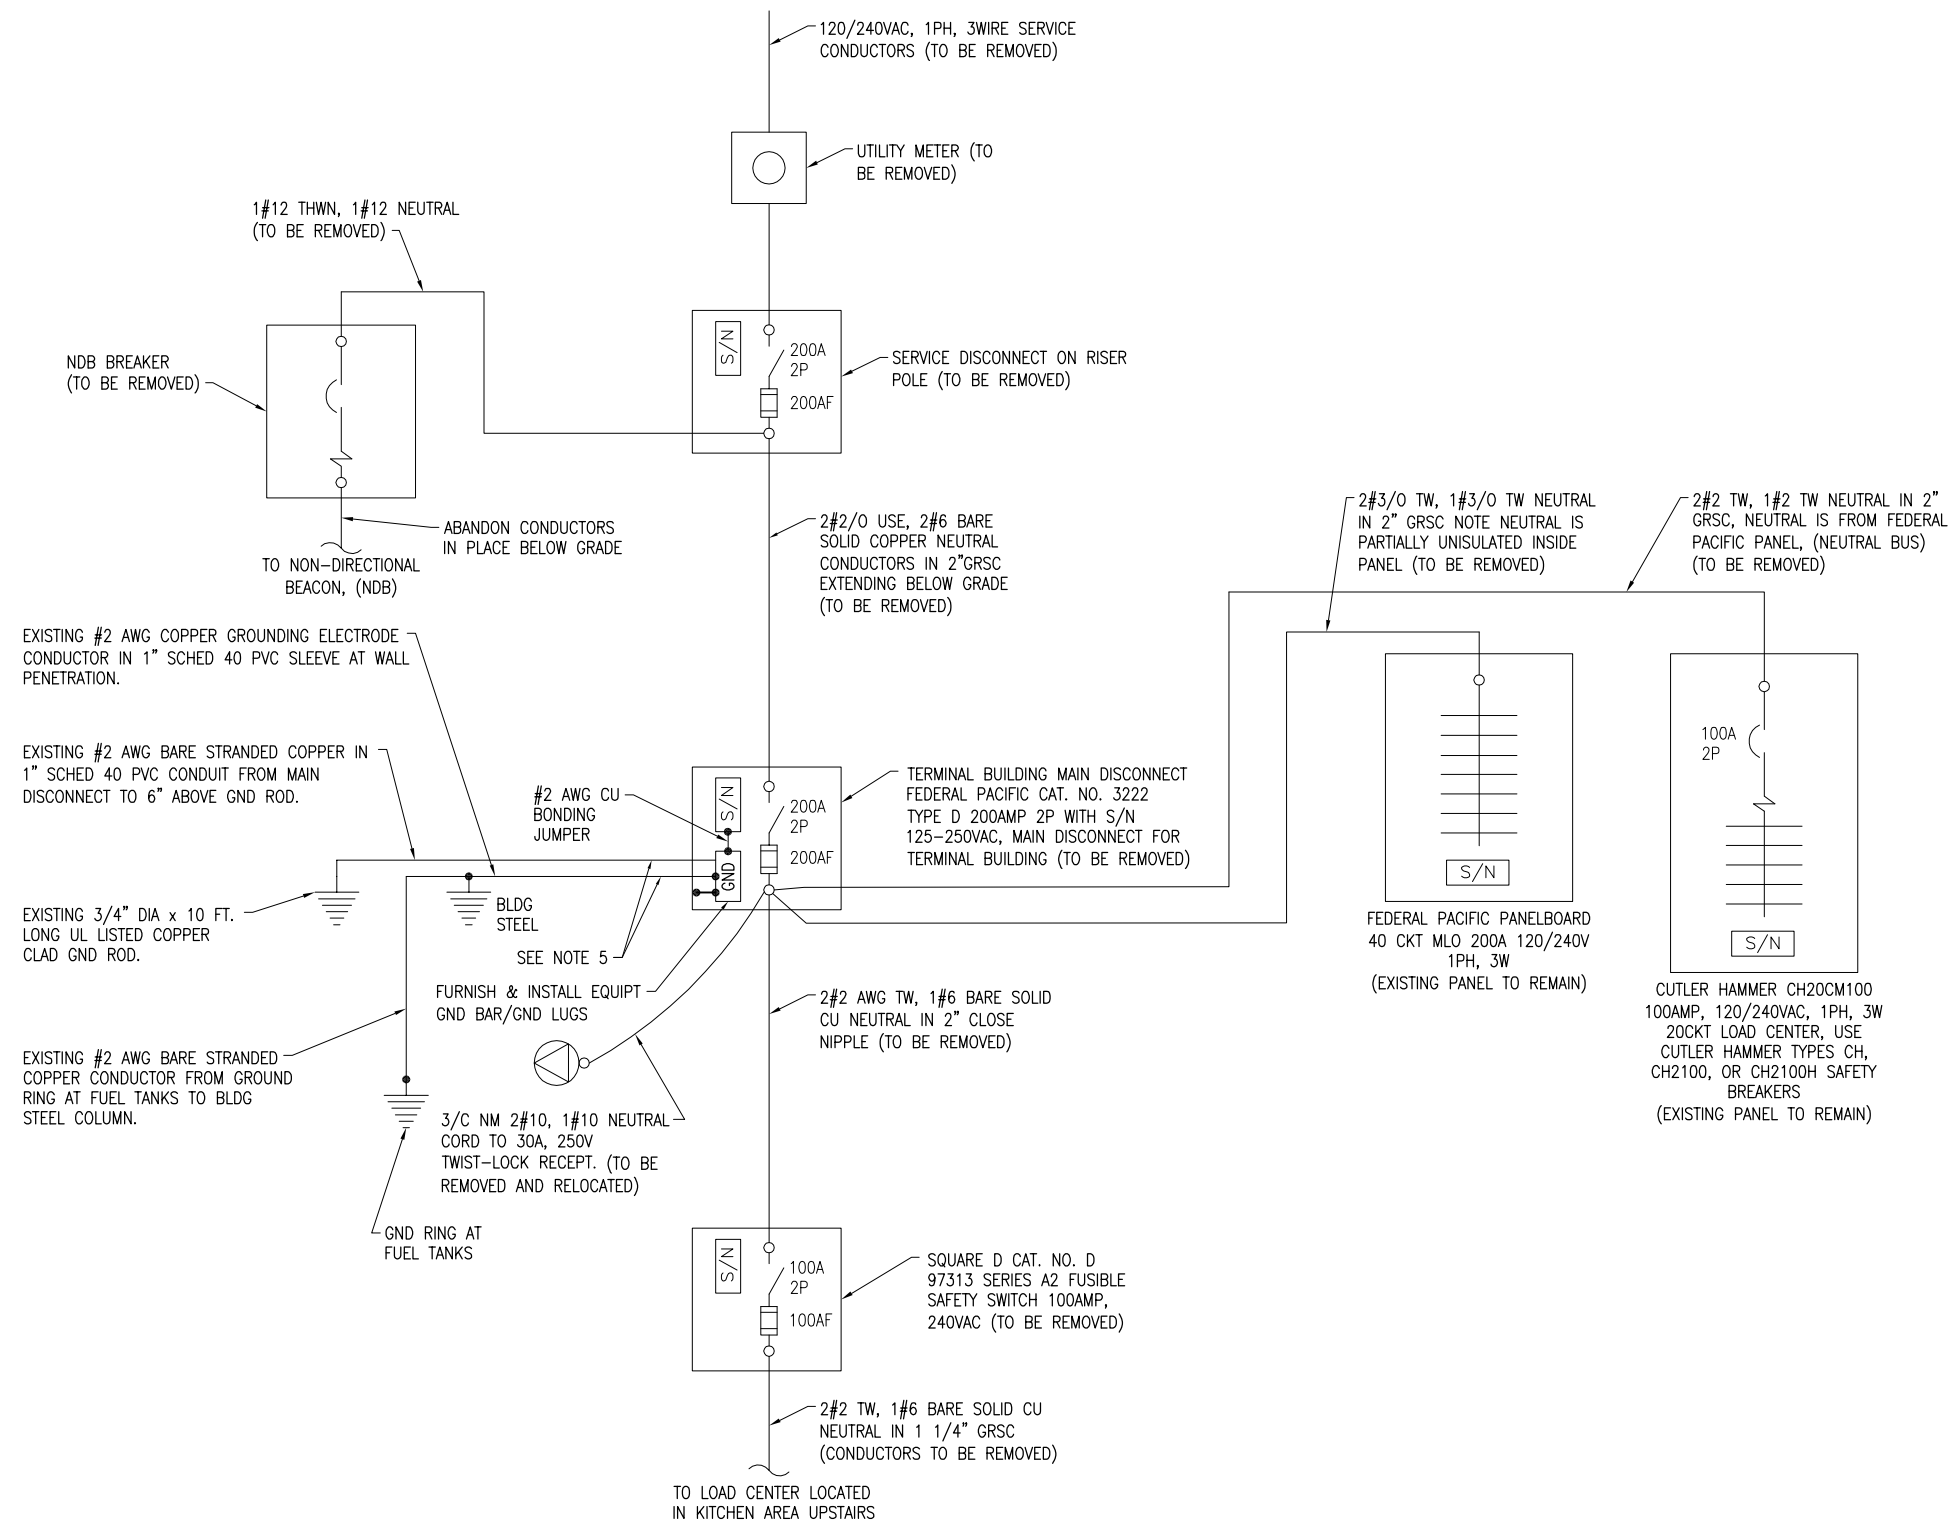 120/240VAC, 1PH, 3WIRE SERVICE
CONDUCTORS (TO BE REMOVED)
UTILITY METER (TO
BE REMOVED)
1#12 THWN, 1#12 NEUTRAL
(TO BE REMOVED)
NDB BREAKER
(TO BE REMOVED)
S/N
200A
2P
200AF
SERVICE DISCONNECT ON RISER
POLE (TO BE REMOVED)
ABANDON CONDUCTORS
IN PLACE BELOW GRADE
TO NON-DIRECTIONAL
BEACON, (NDB)
2#2/0 USE, 2#6 BARE
SOLID COPPER NEUTRAL
CONDUCTORS IN 2"GRSC
EXTENDING BELOW GRADE
(TO BE REMOVED)
2#3/0 TW, 1#3/0 TW NEUTRAL
IN 2" GRSC NOTE NEUTRAL IS
PARTIALLY UNISULATED INSIDE
PANEL (TO BE REMOVED)
2#2 TW, 1#2 TW NEUTRAL IN 2"
GRSC, NEUTRAL IS FROM FEDERAL
PACIFIC PANEL, (NEUTRAL BUS)
(TO BE REMOVED)
EXISTING #2 AWG COPPER GROUNDING ELECTRODE
CONDUCTOR IN 1" SCHED 40 PVC SLEEVE AT WALL
PENETRATION.
EXISTING #2 AWG BARE STRANDED COPPER IN
1" SCHED 40 PVC CONDUIT FROM MAIN
DISCONNECT TO 6" ABOVE GND ROD.
#2 AWG CU
BONDING
JUMPER
S/N
GND
200A
2P
200AF
TERMINAL BUILDING MAIN DISCONNECT
FEDERAL PACIFIC CAT. NO. 3222
TYPE D 200AMP 2P WITH S/N
125-250VAC, MAIN DISCONNECT FOR
TERMINAL BUILDING (TO BE REMOVED)
S/N
FEDERAL PACIFIC PANELBOARD
40 CKT MLO 200A 120/240V
1PH, 3W
(EXISTING PANEL TO REMAIN)
100A
2P
S/N
CUTLER HAMMER CH20CM100
100AMP, 120/240VAC, 1PH, 3W
20CKT LOAD CENTER, USE
CUTLER HAMMER TYPES CH,
CH2100, OR CH2100H SAFETY
BREAKERS
(EXISTING PANEL TO REMAIN)
EXISTING 3/4" DIA x 10 FT.
LONG UL LISTED COPPER
CLAD GND ROD.
BLDG
STEEL
SEE NOTE 5
FURNISH & INSTALL EQUIPT
GND BAR/GND LUGS
2#2 AWG TW, 1#6 BARE SOLID
CU NEUTRAL IN 2" CLOSE
NIPPLE (TO BE REMOVED)
EXISTING #2 AWG BARE STRANDED
COPPER CONDUCTOR FROM GROUND
RING AT FUEL TANKS TO BLDG
STEEL COLUMN.
3/C NM 2#10, 1#10 NEUTRAL
CORD TO 30A, 250V
TWIST-LOCK RECEPT. (TO BE
REMOVED AND RELOCATED)
GND RING AT
FUEL TANKS
S/N
100A
2P
100AF
SQUARE D CAT. NO. D
97313 SERIES A2 FUSIBLE
SAFETY SWITCH 100AMP,
240VAC (TO BE REMOVED)
2#2 TW, 1#6 BARE SOLID CU
NEUTRAL IN 1 1/4" GRSC
(CONDUCTORS TO BE REMOVED)
TO LOAD CENTER LOCATED
IN KITCHEN AREA UPSTAIRS